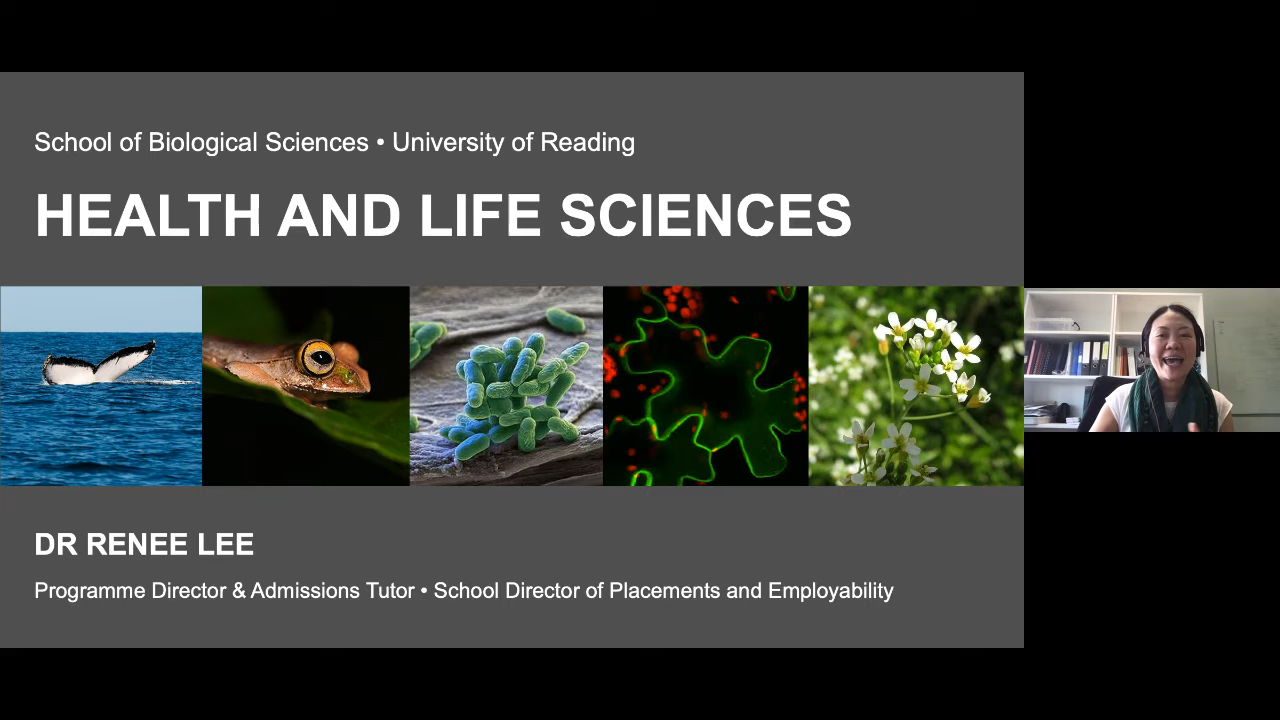 School of Biological Sciences • University of Reading
HEALTH AND LIFE SCIENCES
DR RENEE LEE
Programme Director & Admissions Tutor • School Director of Placements and Employability